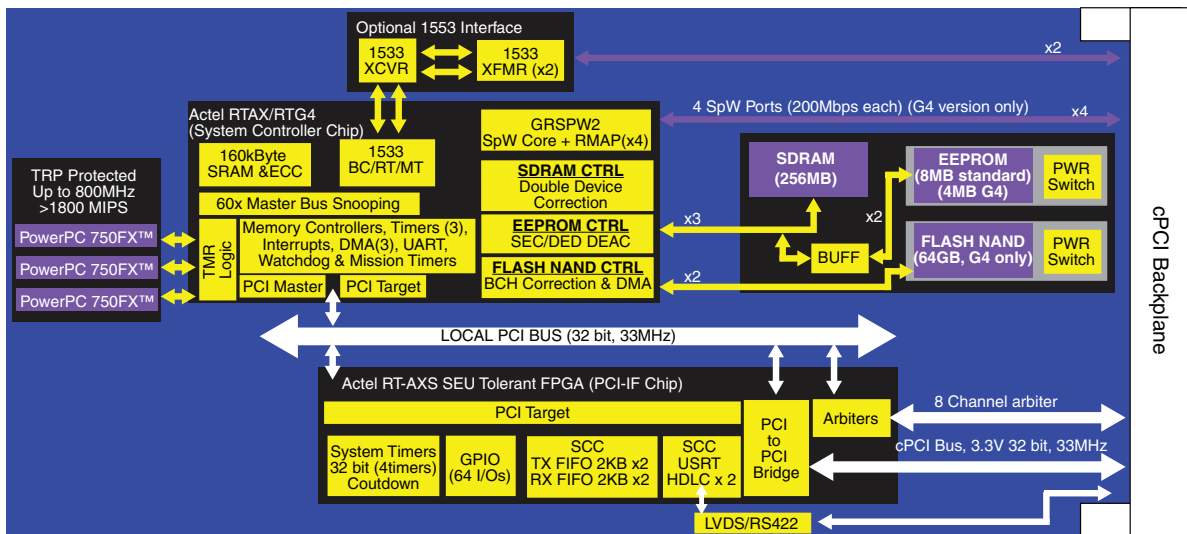 Optional 1553 Interface
1533
XCVR
1533
XFMR (x2)
x2
Actel RTAX/RTG4
(System Controller Chip)
160kByte
SRAM &ECC
1533
BC/RT/MT
GRSPW2
SpW Core + RMAP(x4)
4 SpW Ports (200Mbps each) (G4 version only)
x4
SDRAM CTRL
Double Device
Correction
60x Master Bus Snooping
EEPROM CTRL
SEC/DED DEAC
TMR
Logic
Memory Controllers, Timers (3),
Interrupts, DMA(3), UART,
Watchdog & Mission Timers
FLASH NAND CTRL
BCH Correction & DMA
PCI Master
PCI Target
TRP Protected
Up to 800MHz
>1800 MIPS
PowerPC 750FX™
PowerPC 750FX™
PowerPC 750FX™
x3
x2
SDRAM
(256MB)
x2
BUFF
EEPROM
(8MB standard)
(4MB G4)
PWR
Switch
FLASH NAND
(64GB, G4 only)
PWR
Switch
cPCI Backplane
LOCAL PCI BUS (32 bit, 33MHz)
Actel RT-AXS SEU Tolerant FPGA (PCI-IF Chip)
PCI Target
PCI
to
PCI
Bridge
Arbiters
8 Channel arbiter
cPCI Bus, 3.3V 32 bit, 33MHz
System Timers
32 bit (4timers)
Coutdown
GPIO
(64 I/Os)
SCC
TX FIFO 2KB x2
RX FIFO 2KB x2
SCC
USRT
HDLC x 2
LVDS/RS422